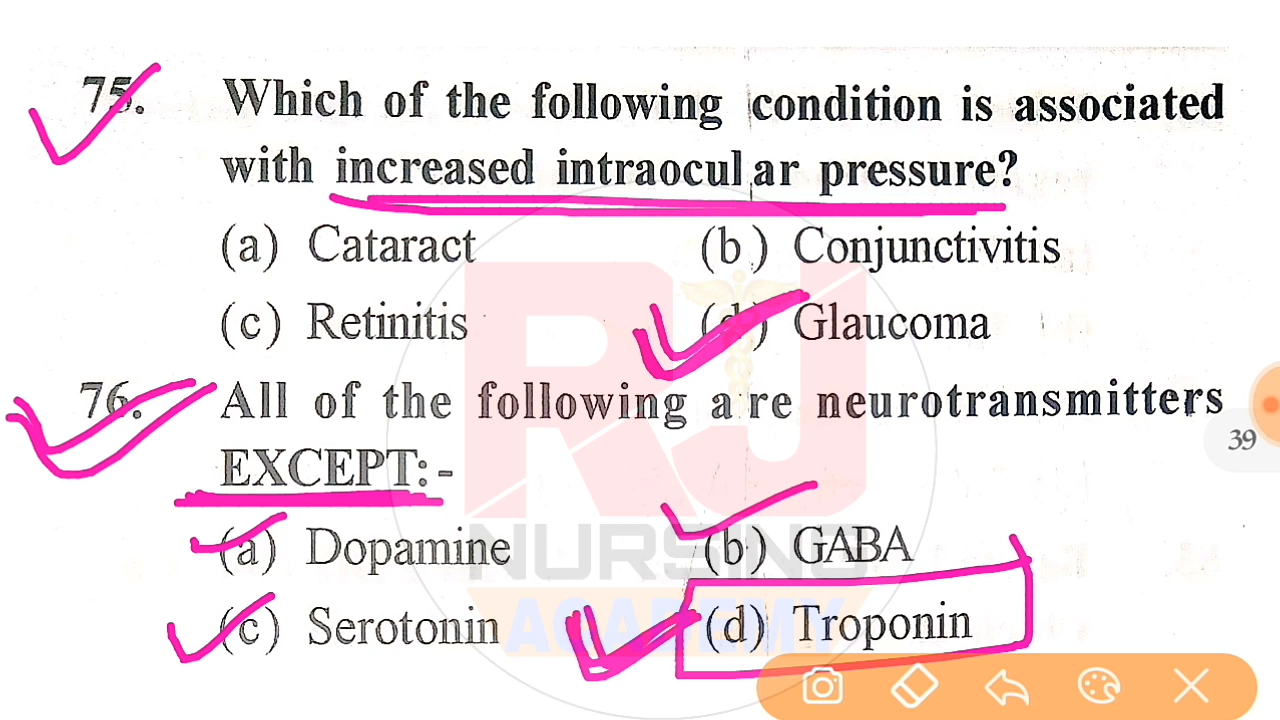 75. Which of the following condition is associated
with increased intraocular pressure?
(a) Cataract (b) Conjunctivitis
(c) Retinitis (d) Glaucoma
76. All of the following are neurotransmitters
EXCEPT:-
39
(a) Dopamine (b) GABA
(c) Serotonin (d) Troponin
RJ
NURSING
ACADEMY